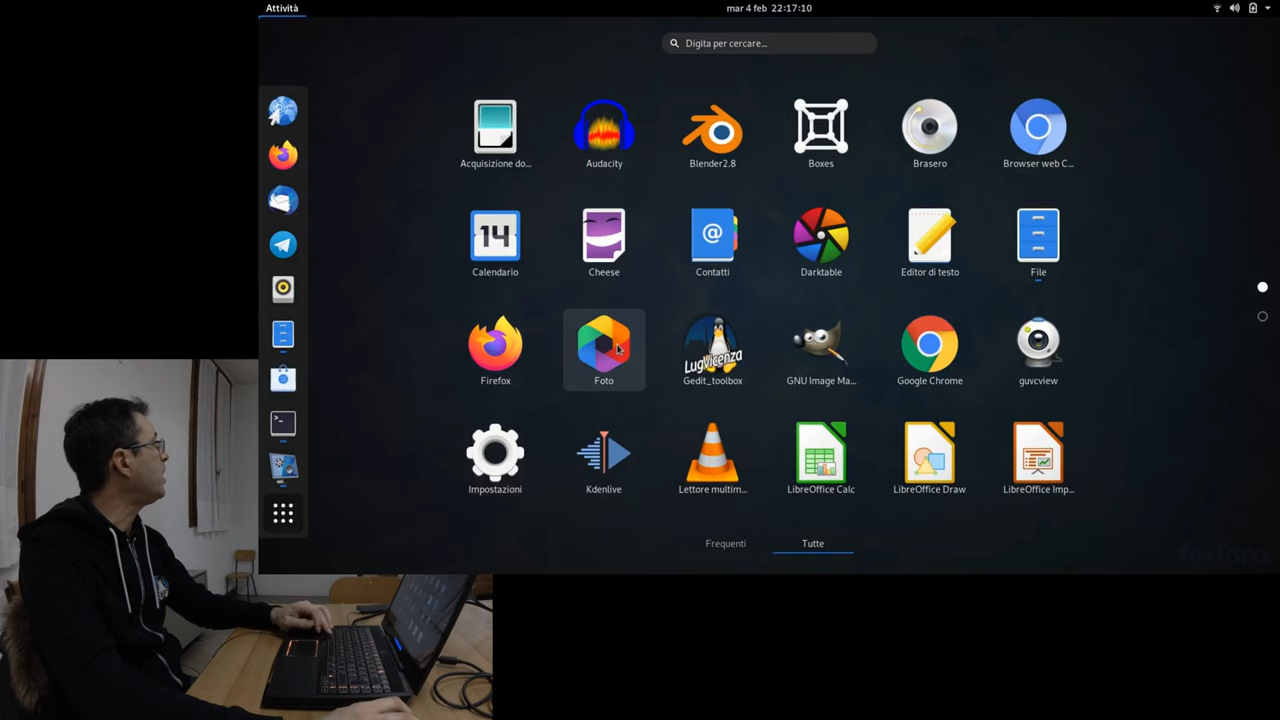 Attività
mar 4 feb 22:17:10
Digita per cercare...
Acquisizione do...
Audacity
Blender2.8
Boxes
Brasero
Browser web C...
14
Calendario
Cheese
@
Contatti
Darktable
Editor di testo
File
Firefox
Foto
LugVicenza
Gedit_toolbox
GNU Image Ma...
Google Chrome
guvcview
>_
Impostazioni
Kdenlive
Lettore multim...
LibreOffice Calc
LibreOffice Draw
LibreOffice Imp...
Frequenti
Tutte
fedora